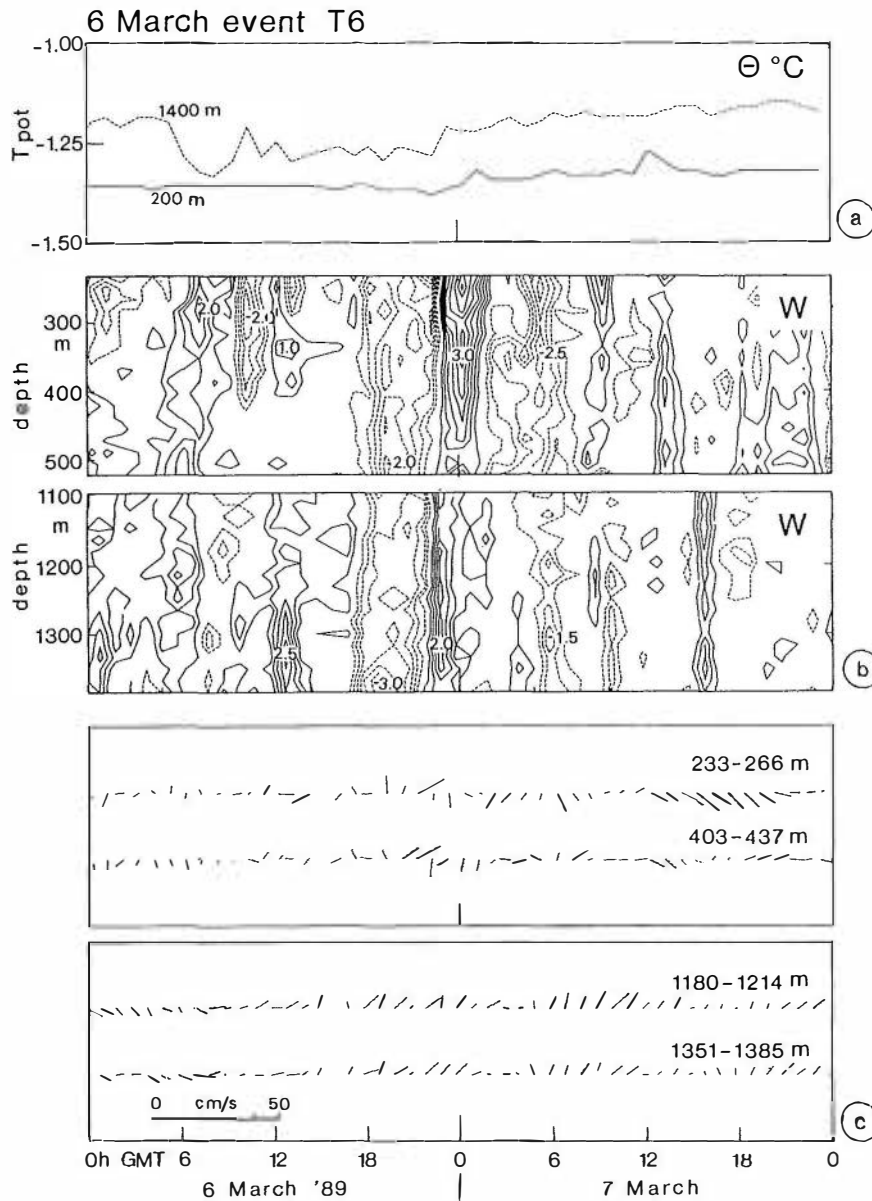 6 March event T6
-1.00
Θ °C
1400 m
T pot
-1.25
200 m
-1.50
a
2.0
-2.0
W
300
m
1.0
3.0
-2.5
depth
400
500
-2.0
1100
m
W
depth
1200
1300
2.5
2.0
-1.5
-3.0
b
233-266 m
403-437 m
1180-1214 m
1351-1385 m
0 cm/s 50
c
0h GMT 6 12 18 0 6 12 18 0
6 March '89 7 March